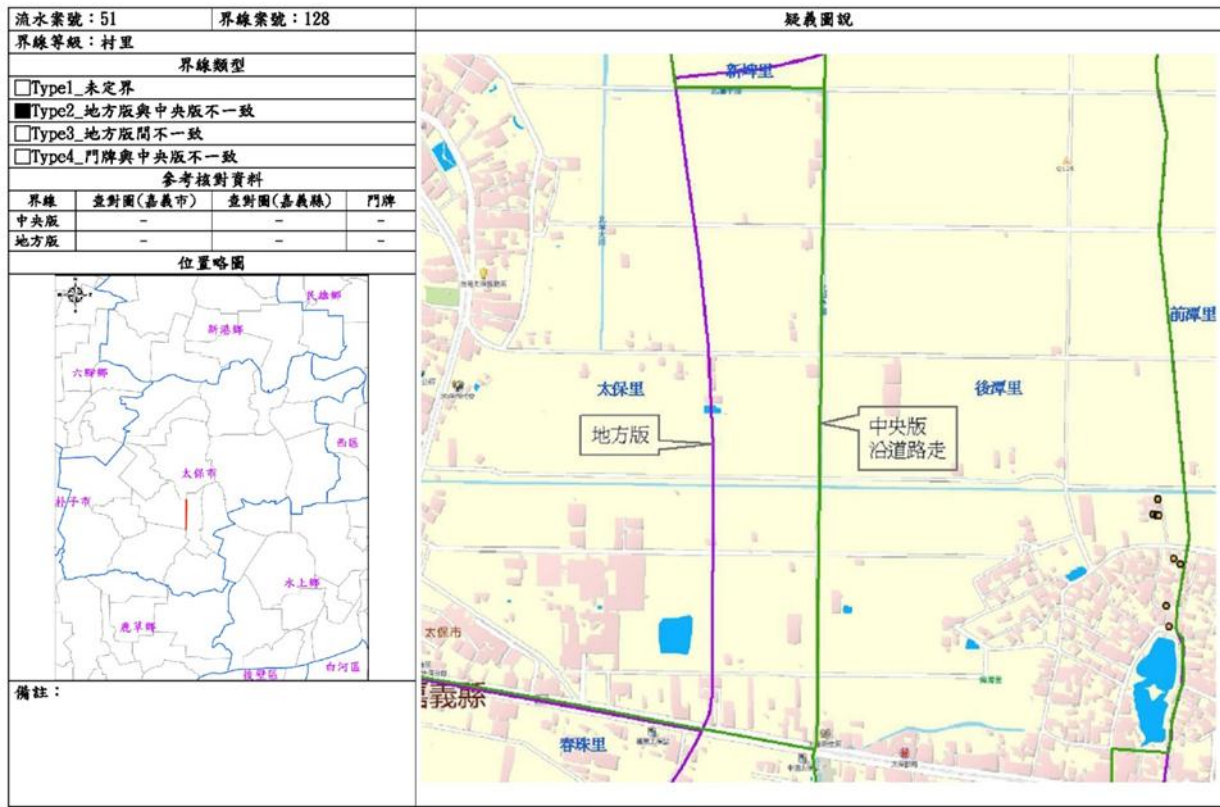 流水案號：51
界線案號：128
疑義圖說
界線等級：村里
界線類型
□Type1_未定界
■Type2_地方版與中央版不一致
□Type3_地方版間不一致
□Type4_門牌與中央版不一致
參考核對資料
界線 查對圖(嘉義市) 查對圖(嘉義縣) 門牌
中央版 - - -
地方版 - - -
位置略圖
民雄鄉
新港鄉
六腳鄉
西區
太保市
朴子市
水上鄉
鹿草鄉
後壁區
白河區
備註：
新埤里
前潭里
太保里
後潭里
地方版
中央版
沿道路走
太保市
後潭里
嘉義縣
春珠里